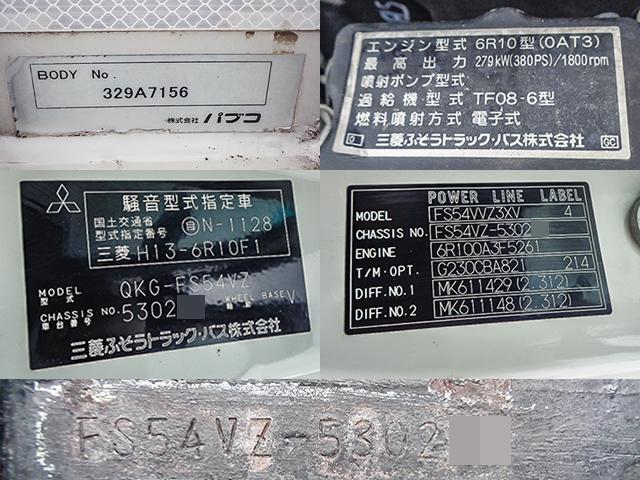 BODY No.
329A7156
株式会社 パブコ
エンジン型式 6R10型(0AT3)
最高出力 279kW(380PS)/1800rpm
噴射ポンプ型式
過給機型式 TF08-6型
燃料噴射方式 電子式
三菱ふそうトラック・バス株式会社
騒音型式指定車
国土交通省
型式指定番号 自N-1128
三菱 H13-6R10F1
MODEL
型式 QKG-FS54VZ
CHASSIS NO.
車台番号 5302
WHEEL BASE V
三菱ふそうトラック・バス株式会社
POWER LINE LABEL
MODEL FS54VZ3XV 4
CHASSIS NO. FS54VZ-5302
ENGINE 6R100A3F5261
T/M・OPT. G230CBA821 214
DIFF.NO.1 MK611429(2.312)
DIFF.NO.2 MK611148(2.312)
FS54VZ-5302